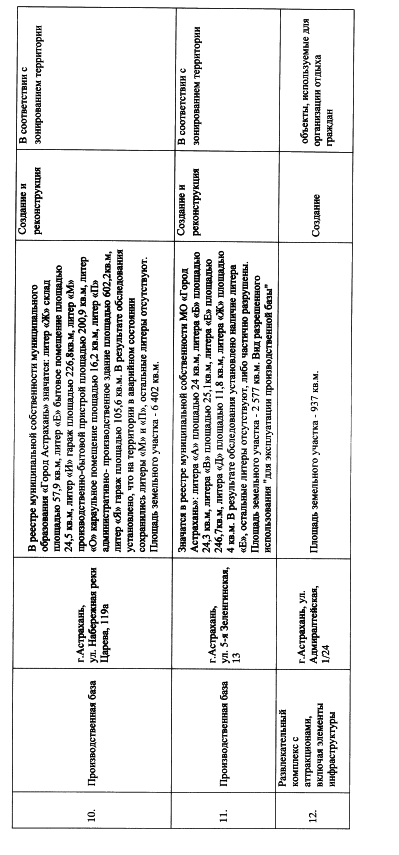 10.
Производственная база
г.Астрахань,
ул. Набережная реки
Царева, 119а
В реестре муниципальной собственности муниципального
образования «Город Астрахань» значатся: литер «Ж» склад
площадью 57,9 кв.м, литер «Е» бытовое помещение площадью
24,5 кв.м, литер «И» гараж площадью 226,8кв.м, литер «М»
производственно-бытовой пристрой площадью 200,9 кв.м, литер
«О» караульное помещение площадью 16,2 кв.м, литер «П»
административно- производственное здание площадью 602,2кв.м,
литер «Я» гараж площадью 105,6 кв.м. В результате обследования
установлено, что на территории в аварийном состоянии
сохранились литеры «М» и «П», остальные литеры отсутствуют.
Площадь земельного участка - 6 402 кв.м.
Создание и
реконструкция
В соответствии с
зонированием территории
11.
Производственная база
г.Астрахань,
ул. 5-я Зеленгинская,
13
Значатся в реестре муниципальной собственности МО «Город
Астрахань»: литера «А» площадью 24 кв.м, литера «Б» площадью
24,3 кв.м, литера «В» площадью 25,1кв.м, литера «Е» площадью
246,7кв.м, литера «Д» площадью 11,8 кв.м, литера «Ж» площадью
4 кв.м. В результате обследования установлено наличие литера
«Е», остальные литеры отсутствуют, либо частично разрушены.
Площадь земельного участка - 2 577 кв.м. Вид разрешенного
использования "для эксплуатации производственной базы"
Создание и
реконструкция
В соответствии с
зонированием территории
12.
Развлекательный
комплекс с
аттракционами,
включая элементы
инфраструктуры
г.Астрахань, ул.
Адмиралтейская,
1/24
Площадь земельного участка - 937 кв.м.
Создание
объекты, используемые для
организации отдыха
граждан